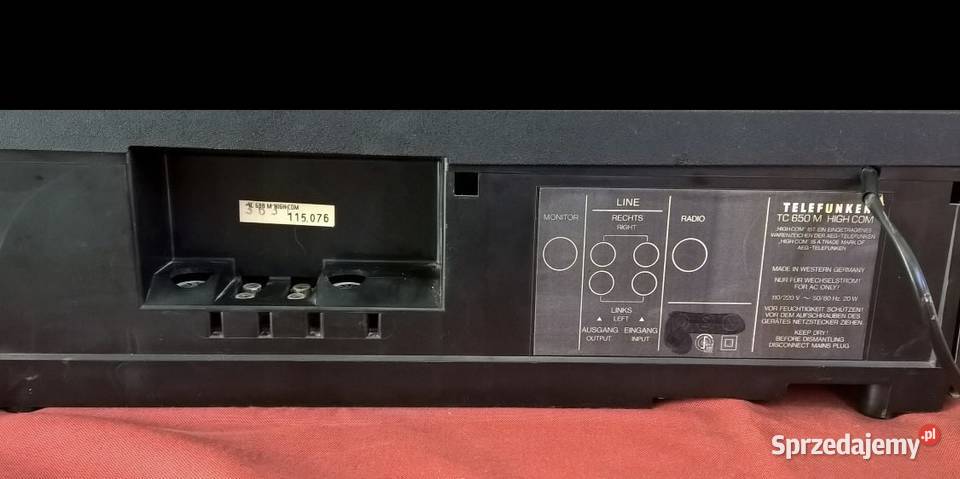 TC 650 M HIGH-COM
363
115,076
MONITOR
LINE
RECHTS
RIGHT
LINKS
LEFT
AUSGANG
OUTPUT
EINGANG
INPUT
RADIO
TELEFUNKEN
TC 650 M HIGH COM
„HIGH COM" IST EIN EINGETRAGENES
WARENZEICHEN DER AEG-TELEFUNKEN
„HIGH COM" IS A TRADE MARK OF
AEG-TELEFUNKEN
MADE IN WESTERN GERMANY
NUR FÜR WECHSELSTROM!
FOR AC ONLY!
110/220 V ~ 50/60 Hz 20W
VOR FEUCHTIGKEIT SCHÜTZEN!
VOR DEM AUFSCHRAUBEN DES
GERÄTES NETZSTECKER ZIEHEN.
KEEP DRY!
BEFORE DISMANTLING
DISCONNECT MAINS PLUG
Sprzedajemy.pl